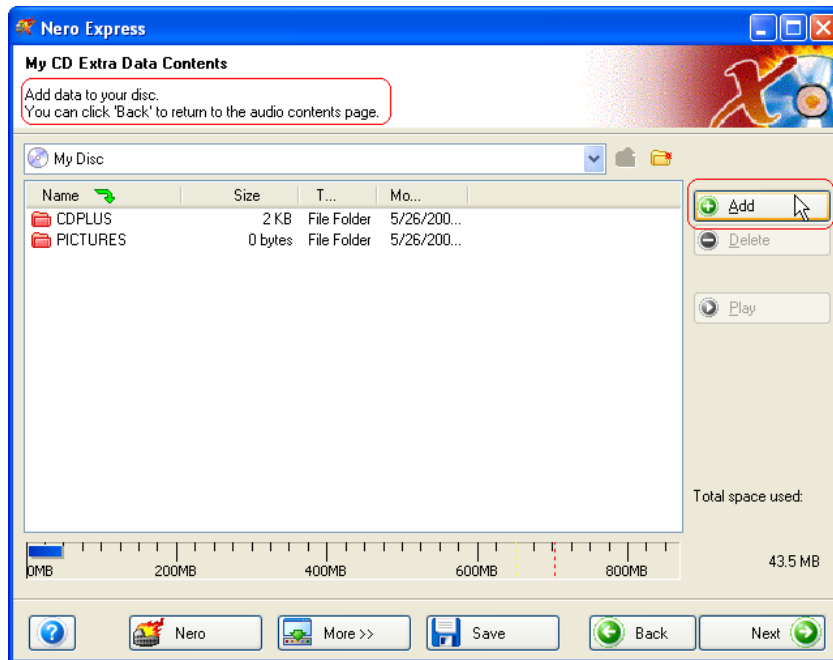 Nero Express
My CD Extra Data Contents
Add data to your disc.
You can click 'Back' to return to the audio contents page.
My Disc
Name Size T... Mo...
CDPLUS 2 KB File Folder 5/26/200...
PICTURES 0 bytes File Folder 5/26/200...
Add
Delete
Play
Total space used:
0MB 200MB 400MB 600MB 800MB
43.5 MB
Nero More >> Save Back Next